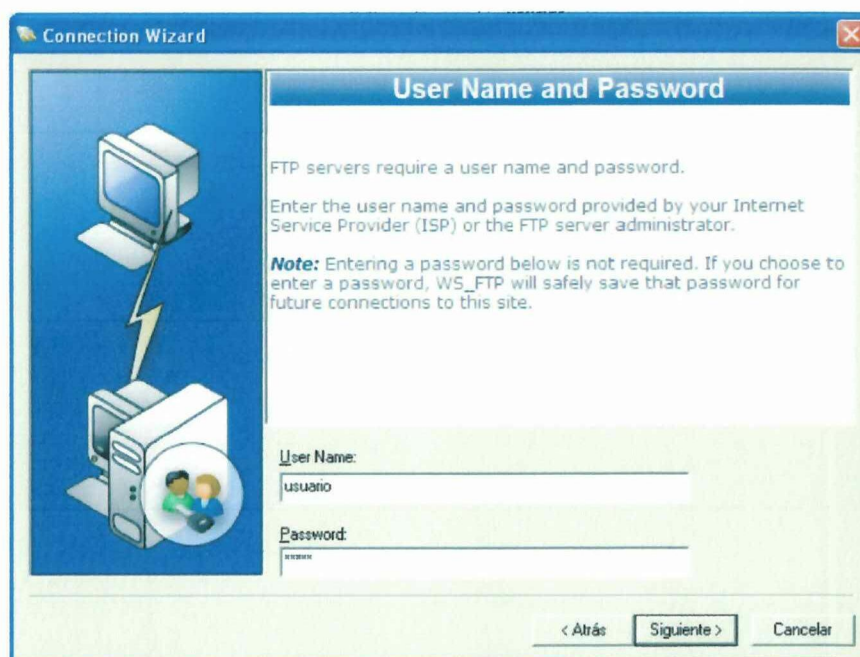 Connection Wizard
User Name and Password
FTP servers require a user name and password.
Enter the user name and password provided by your Internet
Service Provider (ISP) or the FTP server administrator.
Note: Entering a password below is not required. If you choose to
enter a password, WS_FTP will safely save that password for
future connections to this site.
User Name:
usuario
Password:
*****
< Atrás
Siguiente >
Cancelar